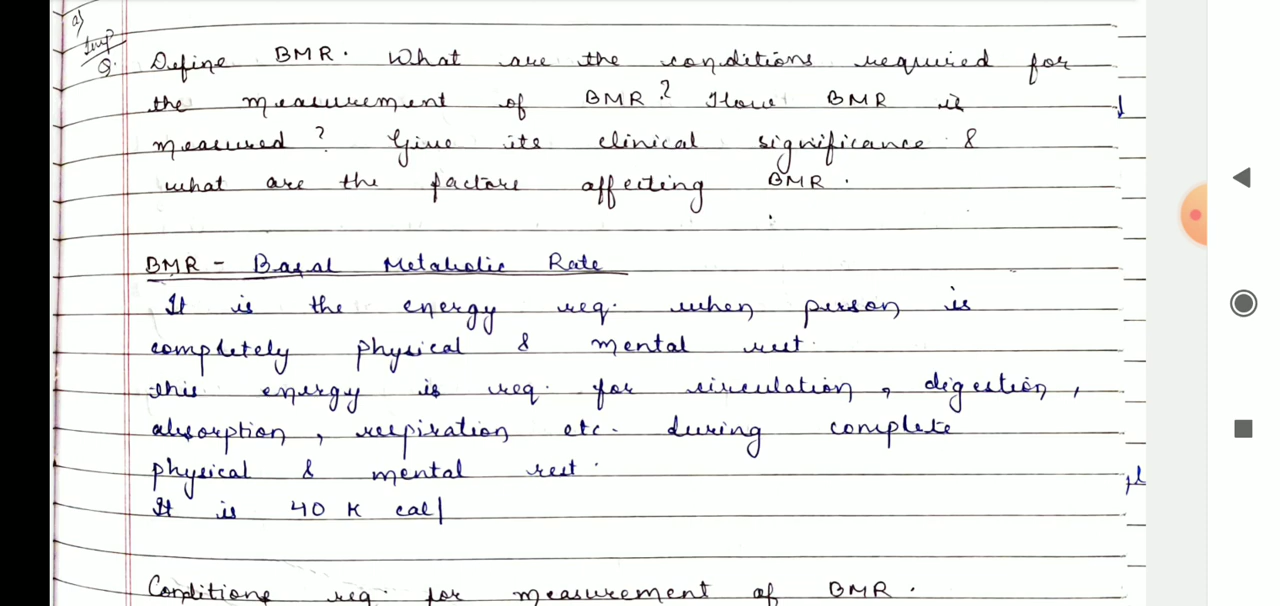 a)
Imp
Q. Define BMR. What are the conditions required for
the measurement of BMR? How BMR is
measured? Give its clinical significance &
what are the factors affecting BMR.
BMR - Basal Metabolic Rate
It is the energy req. when person is
completely physical & mental rest.
this energy is req. for circulation, digestion,
absorption, respiration etc. during complete
physical & mental rest.
It is 40 K cal/
Conditions req. for measurement of BMR.